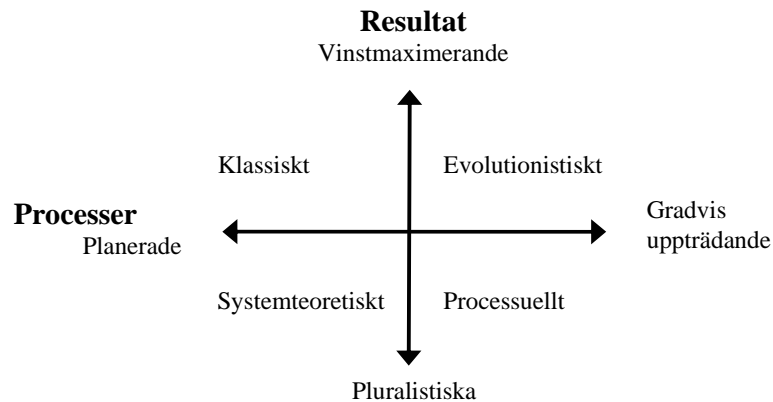 Resultat
Vinstmaximerande
Klassiskt
Evolutionistiskt
Processer
Planerade
Gradvis
uppträdande
Systemteoretiskt
Processuellt
Pluralistiska